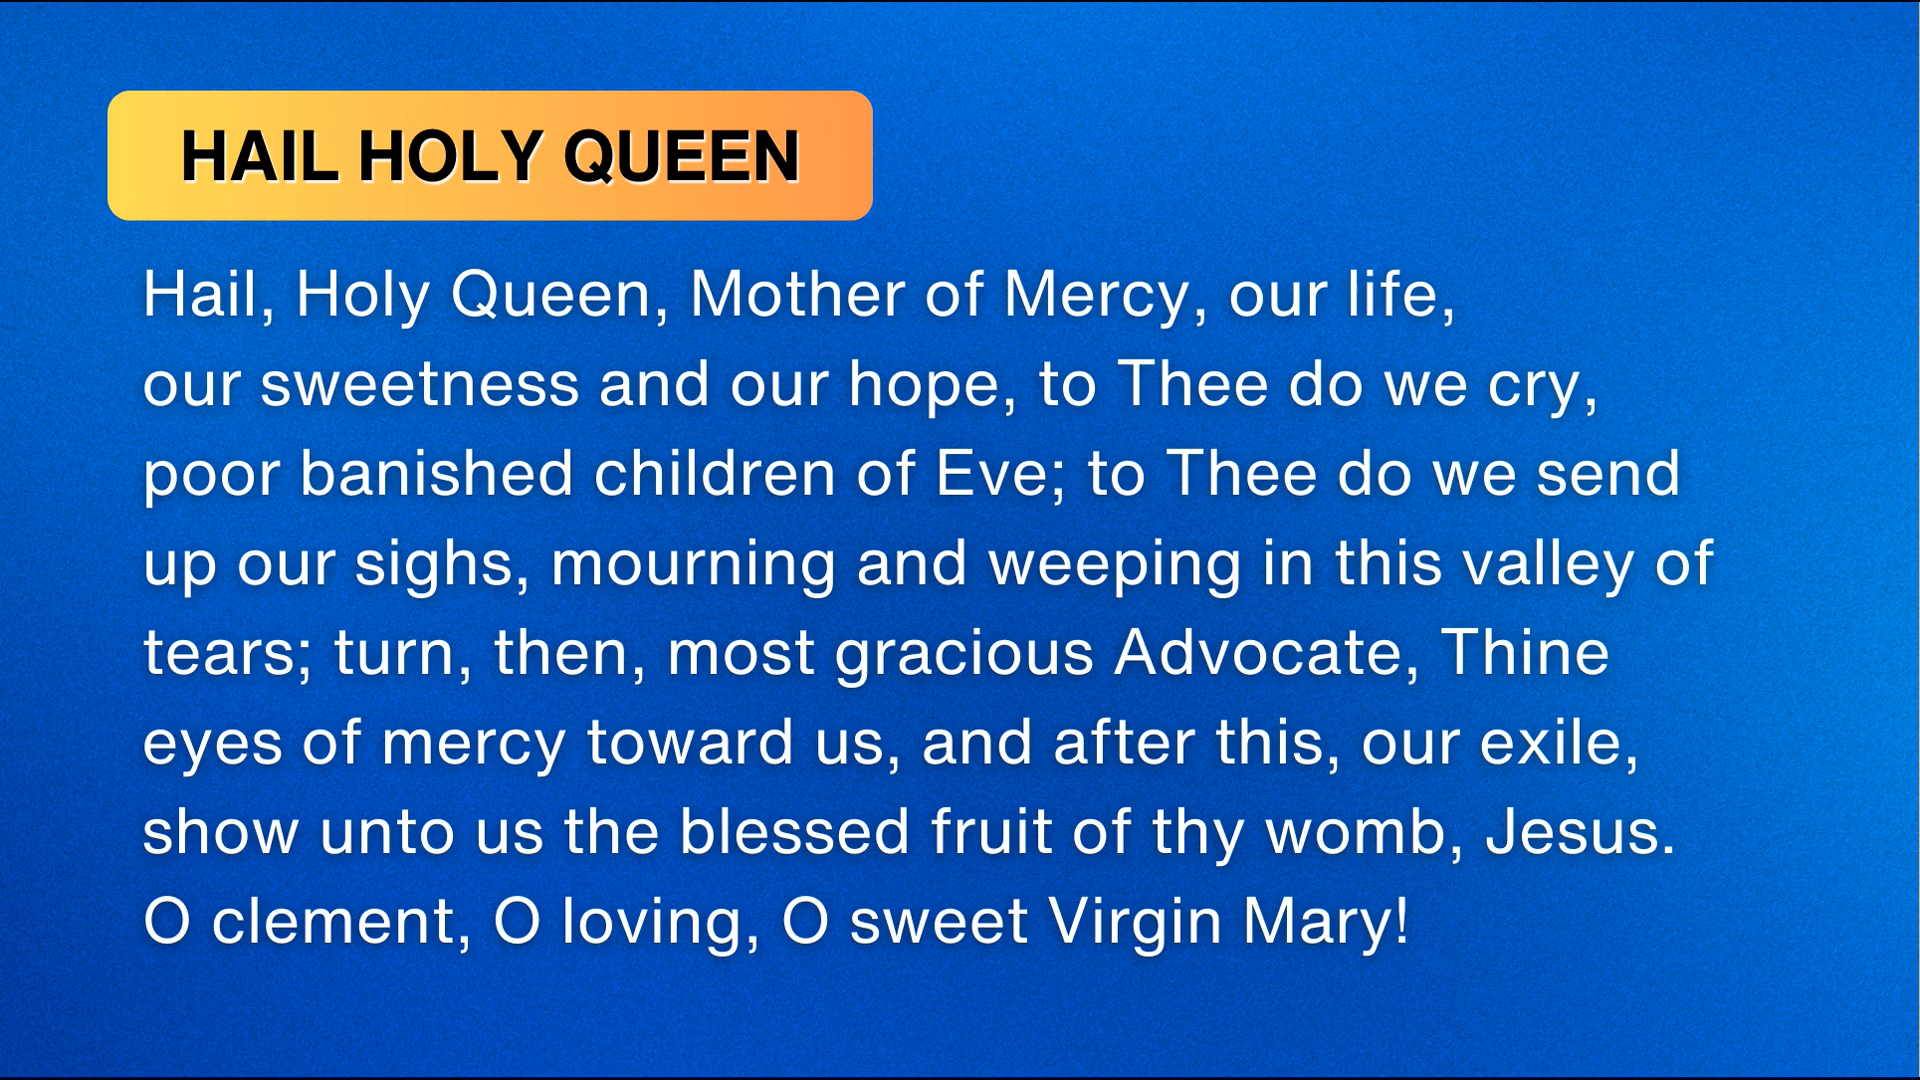 HAIL HOLY QUEEN
Hail, Holy Queen, Mother of Mercy, our life,
our sweetness and our hope, to Thee do we cry,
poor banished children of Eve; to Thee do we send
up our sighs, mourning and weeping in this valley of
tears; turn, then, most gracious Advocate, Thine
eyes of mercy toward us, and after this, our exile,
show unto us the blessed fruit of thy womb, Jesus.
O clement, O loving, O sweet Virgin Mary!